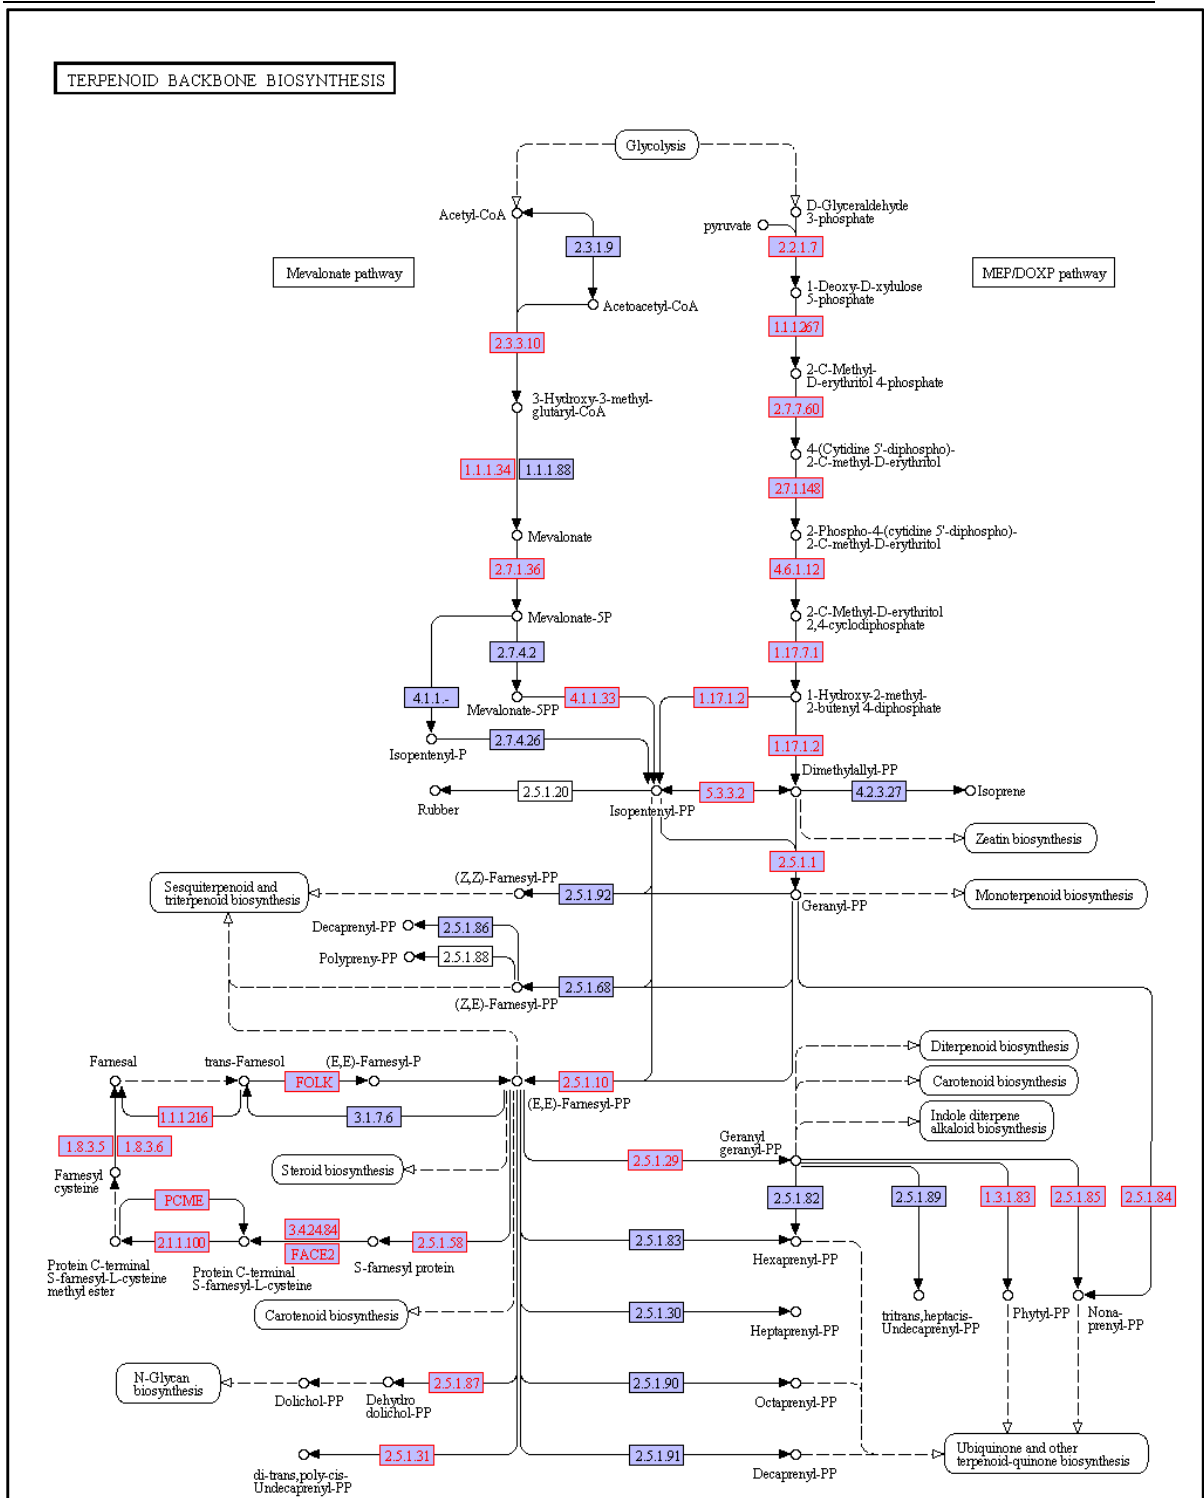 TERPENOID BACKBONE BIOSYNTHESIS
Glycolysis
Acetyl-CoA
D-Glyceraldehyde
3-phosphate
pyruvate
2.3.1.9
2.2.1.7
Mevalonate pathway
MEP/DOXP pathway
1-Deoxy-D-xylulose
5-phosphate
Acetoacetyl-CoA
1.1.1.267
2.3.3.10
2-C-Methyl-
D-erythritol 4-phosphate
3-Hydroxy-3-methyl-
glutaryl-CoA
2.7.7.60
4-(Cytidine 5'-diphospho)-
2-C-methyl-D-erythritol
1.1.1.34
1.1.1.88
2.7.1.148
Mevalonate
2-Phospho-4-(cytidine 5'-diphospho)-
2-C-methyl-D-erythritol
2.7.1.36
4.6.1.12
Mevalonate-5P
2-C-Methyl-D-erythritol
2,4-cyclodiphosphate
2.7.4.2
1.17.7.1
4.1.1.-
4.1.1.33
1.17.1.2
1-Hydroxy-2-methyl-
2-butenyl 4-diphosphate
Mevalonate-5PP
2.7.4.26
1.17.1.2
Isopentenyl-P
Dimethylallyl-PP
2.5.1.20
5.3.3.2
4.2.3.27
Isoprene
Rubber
Isopentenyl-PP
Zeatin biosynthesis
2.5.1.1
(Z,Z)-Farnesyl-PP
Sesquiterpenoid and
triterpenoid biosynthesis
2.5.1.92
Geranyl-PP
Monoterpenoid biosynthesis
Decaprenyl-PP
2.5.1.86
Polypreny-PP
2.5.1.88
2.5.1.68
(Z,E)-Farnesyl-PP
Diterpenoid biosynthesis
Farnesal
trans-Farnesol
(E,E)-Farnesyl-P
FOLK
2.5.1.10
Carotenoid biosynthesis
(E,E)-Farnesyl-PP
1.1.1.216
3.1.7.6
Indole diterpene
alkaloid biosynthesis
1.8.3.5
1.8.3.6
Geranyl
geranyl-PP
2.5.1.29
Farnesyl
cysteine
Steroid biosynthesis
PCME
2.5.1.82
2.5.1.89
1.3.1.83
2.5.1.85
2.5.1.84
3.4.24.84
2.1.1.100
FACE2
2.5.1.58
2.5.1.83
Hexaprenyl-PP
Protein C-terminal
S-farnesyl-L-cysteine
methyl ester
Protein C-terminal
S-farnesyl-L-cysteine
S-farnesyl protein
Carotenoid biosynthesis
2.5.1.30
Heptaprenyl-PP
tritrans,heptacis-
Undecaprenyl-PP
Phytyl-PP
Nona-
prenyl-PP
N-Glycan
biosynthesis
Dolichol-PP
Dehydro
dolichol-PP
2.5.1.87
2.5.1.90
Octaprenyl-PP
2.5.1.31
2.5.1.91
Decaprenyl-PP
Ubiquinone and other
terpenoid-quinone biosynthesis
di-trans,poly-cis-
Undecaprenyl-PP